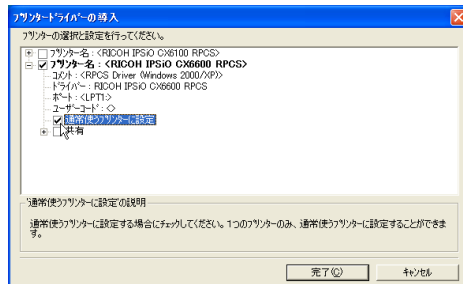 プリンタードライバーの導入
プリンターの選択と設定を行ってください。
プリンター名 : <RICOH IPSiO CX6100 RPCS>
プリンター名 : <RICOH IPSiO CX6600 RPCS>
コメント : <RPCS Driver (Windows 2000/XP)>
ドライバー : RICOH IPSiO CX6600 RPCS
ポート : <LPT1:>
ユーザーコード : <>
通常使うプリンターに設定
共有
'通常使うプリンターに設定'の説明
通常使うプリンターに設定する場合にチェックしてください。1つのプリンターのみ、通常使うプリンターに設定することができま
す。
完了(C) キャンセル